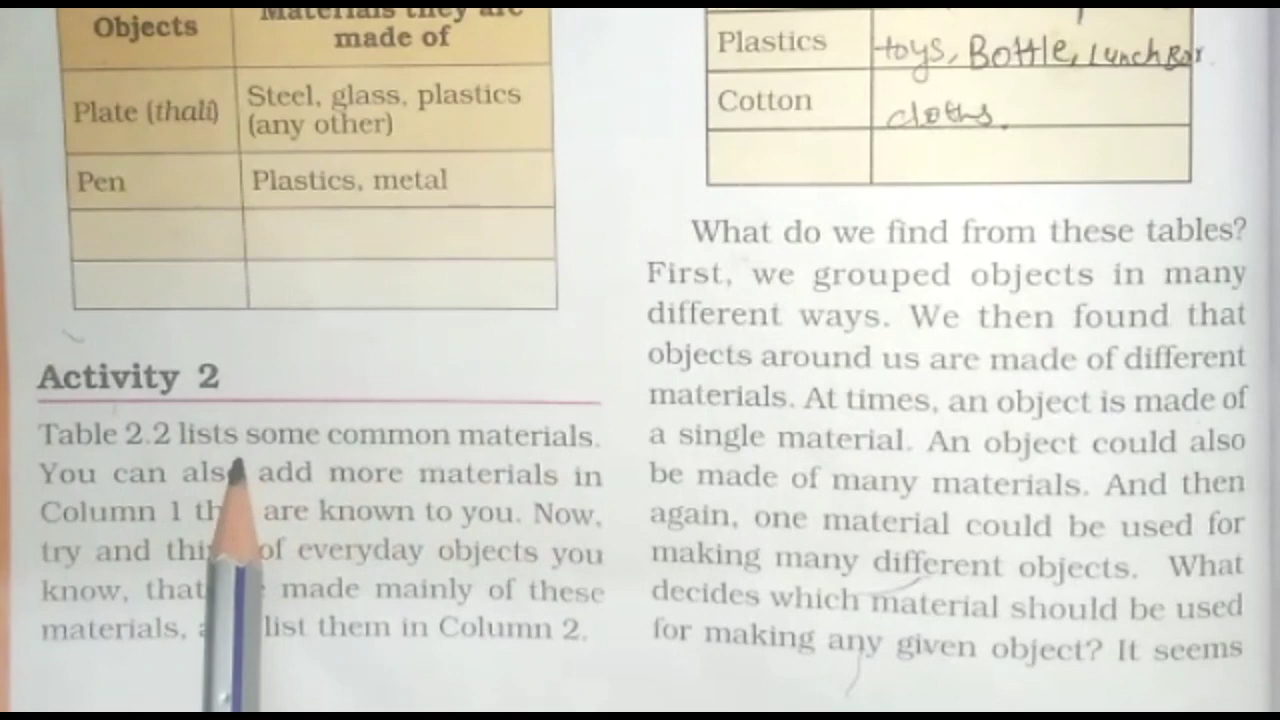 Objects
Materials they are
made of
Plate (thali)
Steel, glass, plastics
(any other)
Pen
Plastics, metal
Activity 2
Table 2.2 lists some common materials.
You can also add more materials in
Column 1 th are known to you. Now,
try and thin of everyday objects you
know, that made mainly of these
materials, list them in Column 2.
Plastics
toys, Bottle, Lunch Box
Cotton
cloths.
What do we find from these tables?
First, we grouped objects in many
different ways. We then found that
objects around us are made of different
materials. At times, an object is made of
a single material. An object could also
be made of many materials. And then
again, one material could be used for
making many different objects. What
decides which material should be used
for making any given object? It seems